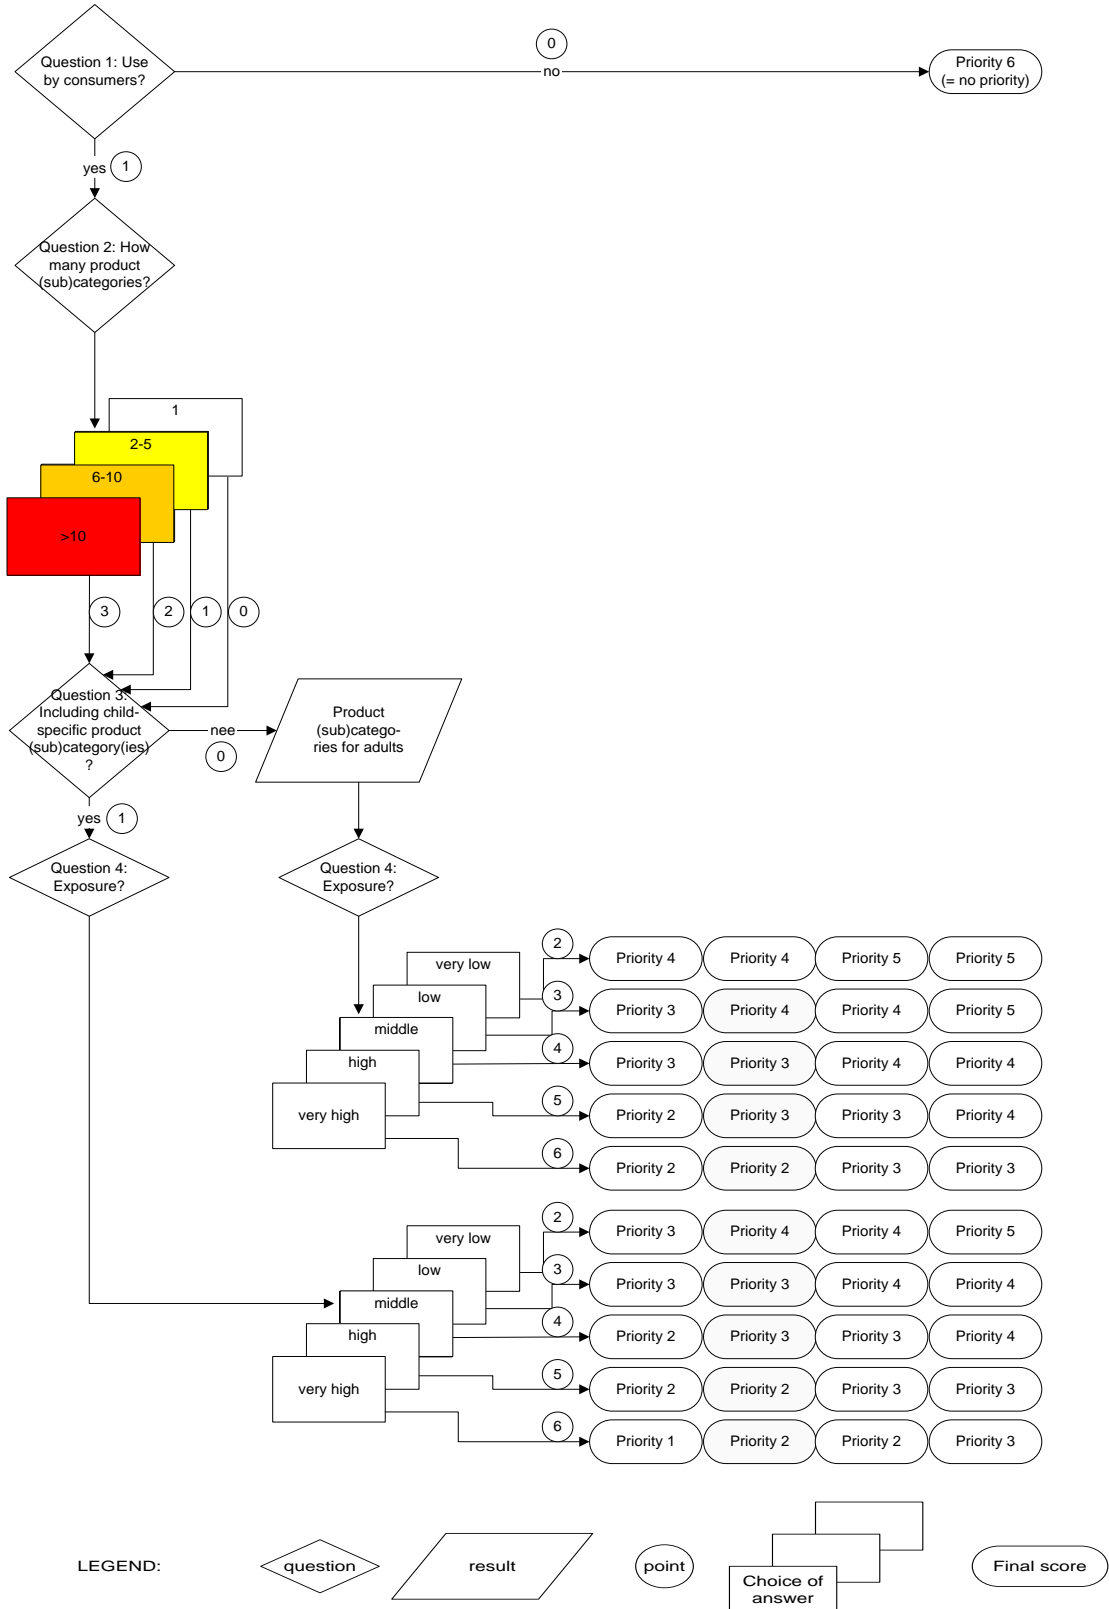 0
Question 1: Use
by consumers?
no
Priority 6
(= no priority)
yes 1
Question 2: How
many product
(sub)categories?
1
2-5
6-10
>10
3 2 1 0
Question 3:
Including child-
specific product
(sub)category(ies)
?
nee
0
Product
(sub)catego-
ries for adults
yes 1
Question 4:
Exposure?
Question 4:
Exposure?
very low
2
Priority 4 Priority 4 Priority 5 Priority 5
low
3
Priority 3 Priority 4 Priority 4 Priority 5
middle
4
Priority 3 Priority 3 Priority 4 Priority 4
high
5
Priority 2 Priority 3 Priority 3 Priority 4
very high
6
Priority 2 Priority 2 Priority 3 Priority 3
very low
2
Priority 3 Priority 4 Priority 4 Priority 5
low
3
Priority 3 Priority 3 Priority 4 Priority 4
middle
4
Priority 2 Priority 3 Priority 3 Priority 4
high
5
Priority 2 Priority 2 Priority 3 Priority 3
very high
6
Priority 1 Priority 2 Priority 2 Priority 3
LEGEND:
question
result
point
Choice of
answer
Final score